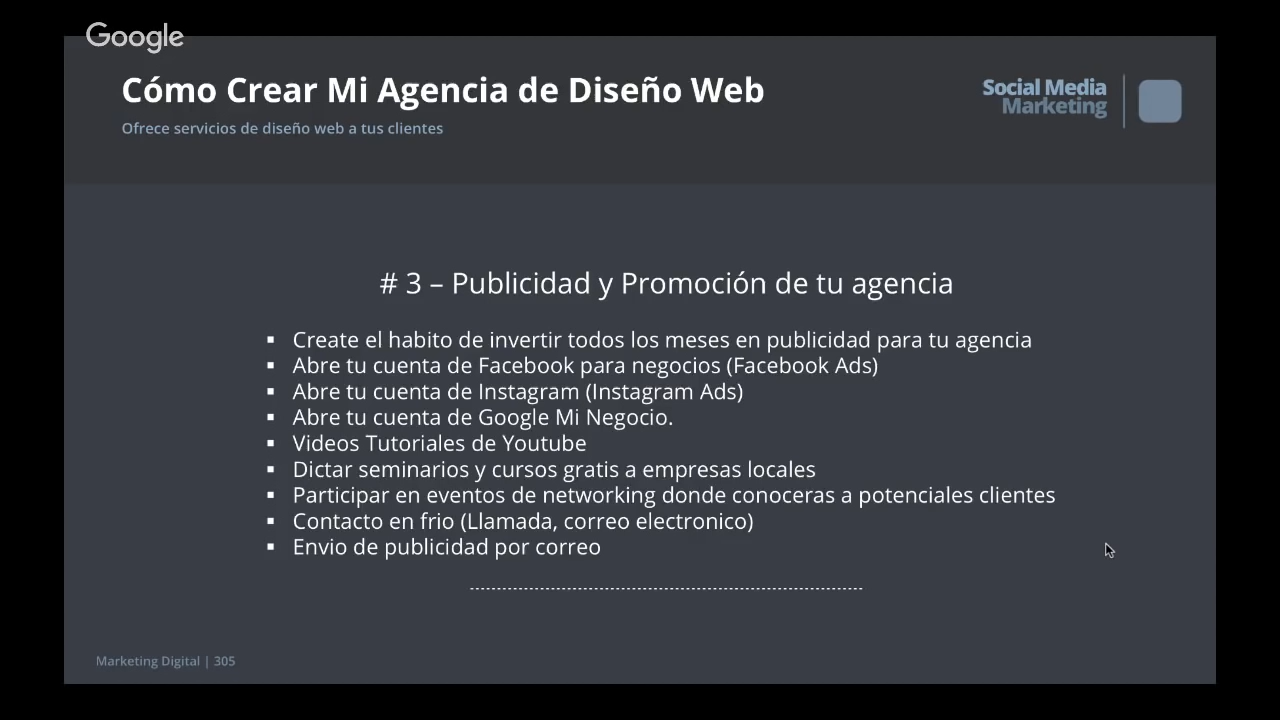 Google
Cómo Crear Mi Agencia de Diseño Web
Ofrece servicios de diseño web a tus clientes
Social Media
Marketing
# 3 – Publicidad y Promoción de tu agencia
▪ Create el habito de invertir todos los meses en publicidad para tu agencia
▪ Abre tu cuenta de Facebook para negocios (Facebook Ads)
▪ Abre tu cuenta de Instagram (Instagram Ads)
▪ Abre tu cuenta de Google Mi Negocio.
▪ Videos Tutoriales de Youtube
▪ Dictar seminarios y cursos gratis a empresas locales
▪ Participar en eventos de networking donde conoceras a potenciales clientes
▪ Contacto en frio (Llamada, correo electronico)
▪ Envio de publicidad por correo
Marketing Digital | 305